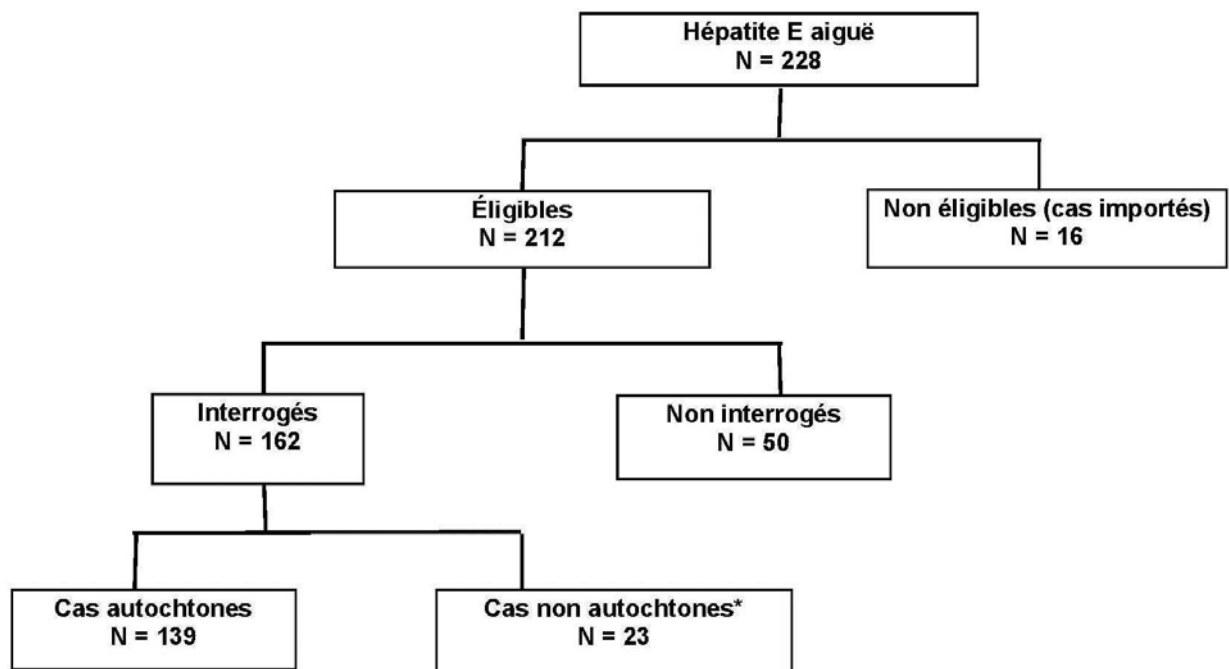 Hépatite E aiguë
N = 228
Éligibles
N = 212
Non éligibles (cas importés)
N = 16
Interrogés
N = 162
Non interrogés
N = 50
Cas autochtones
N = 139
Cas non autochtones*
N = 23